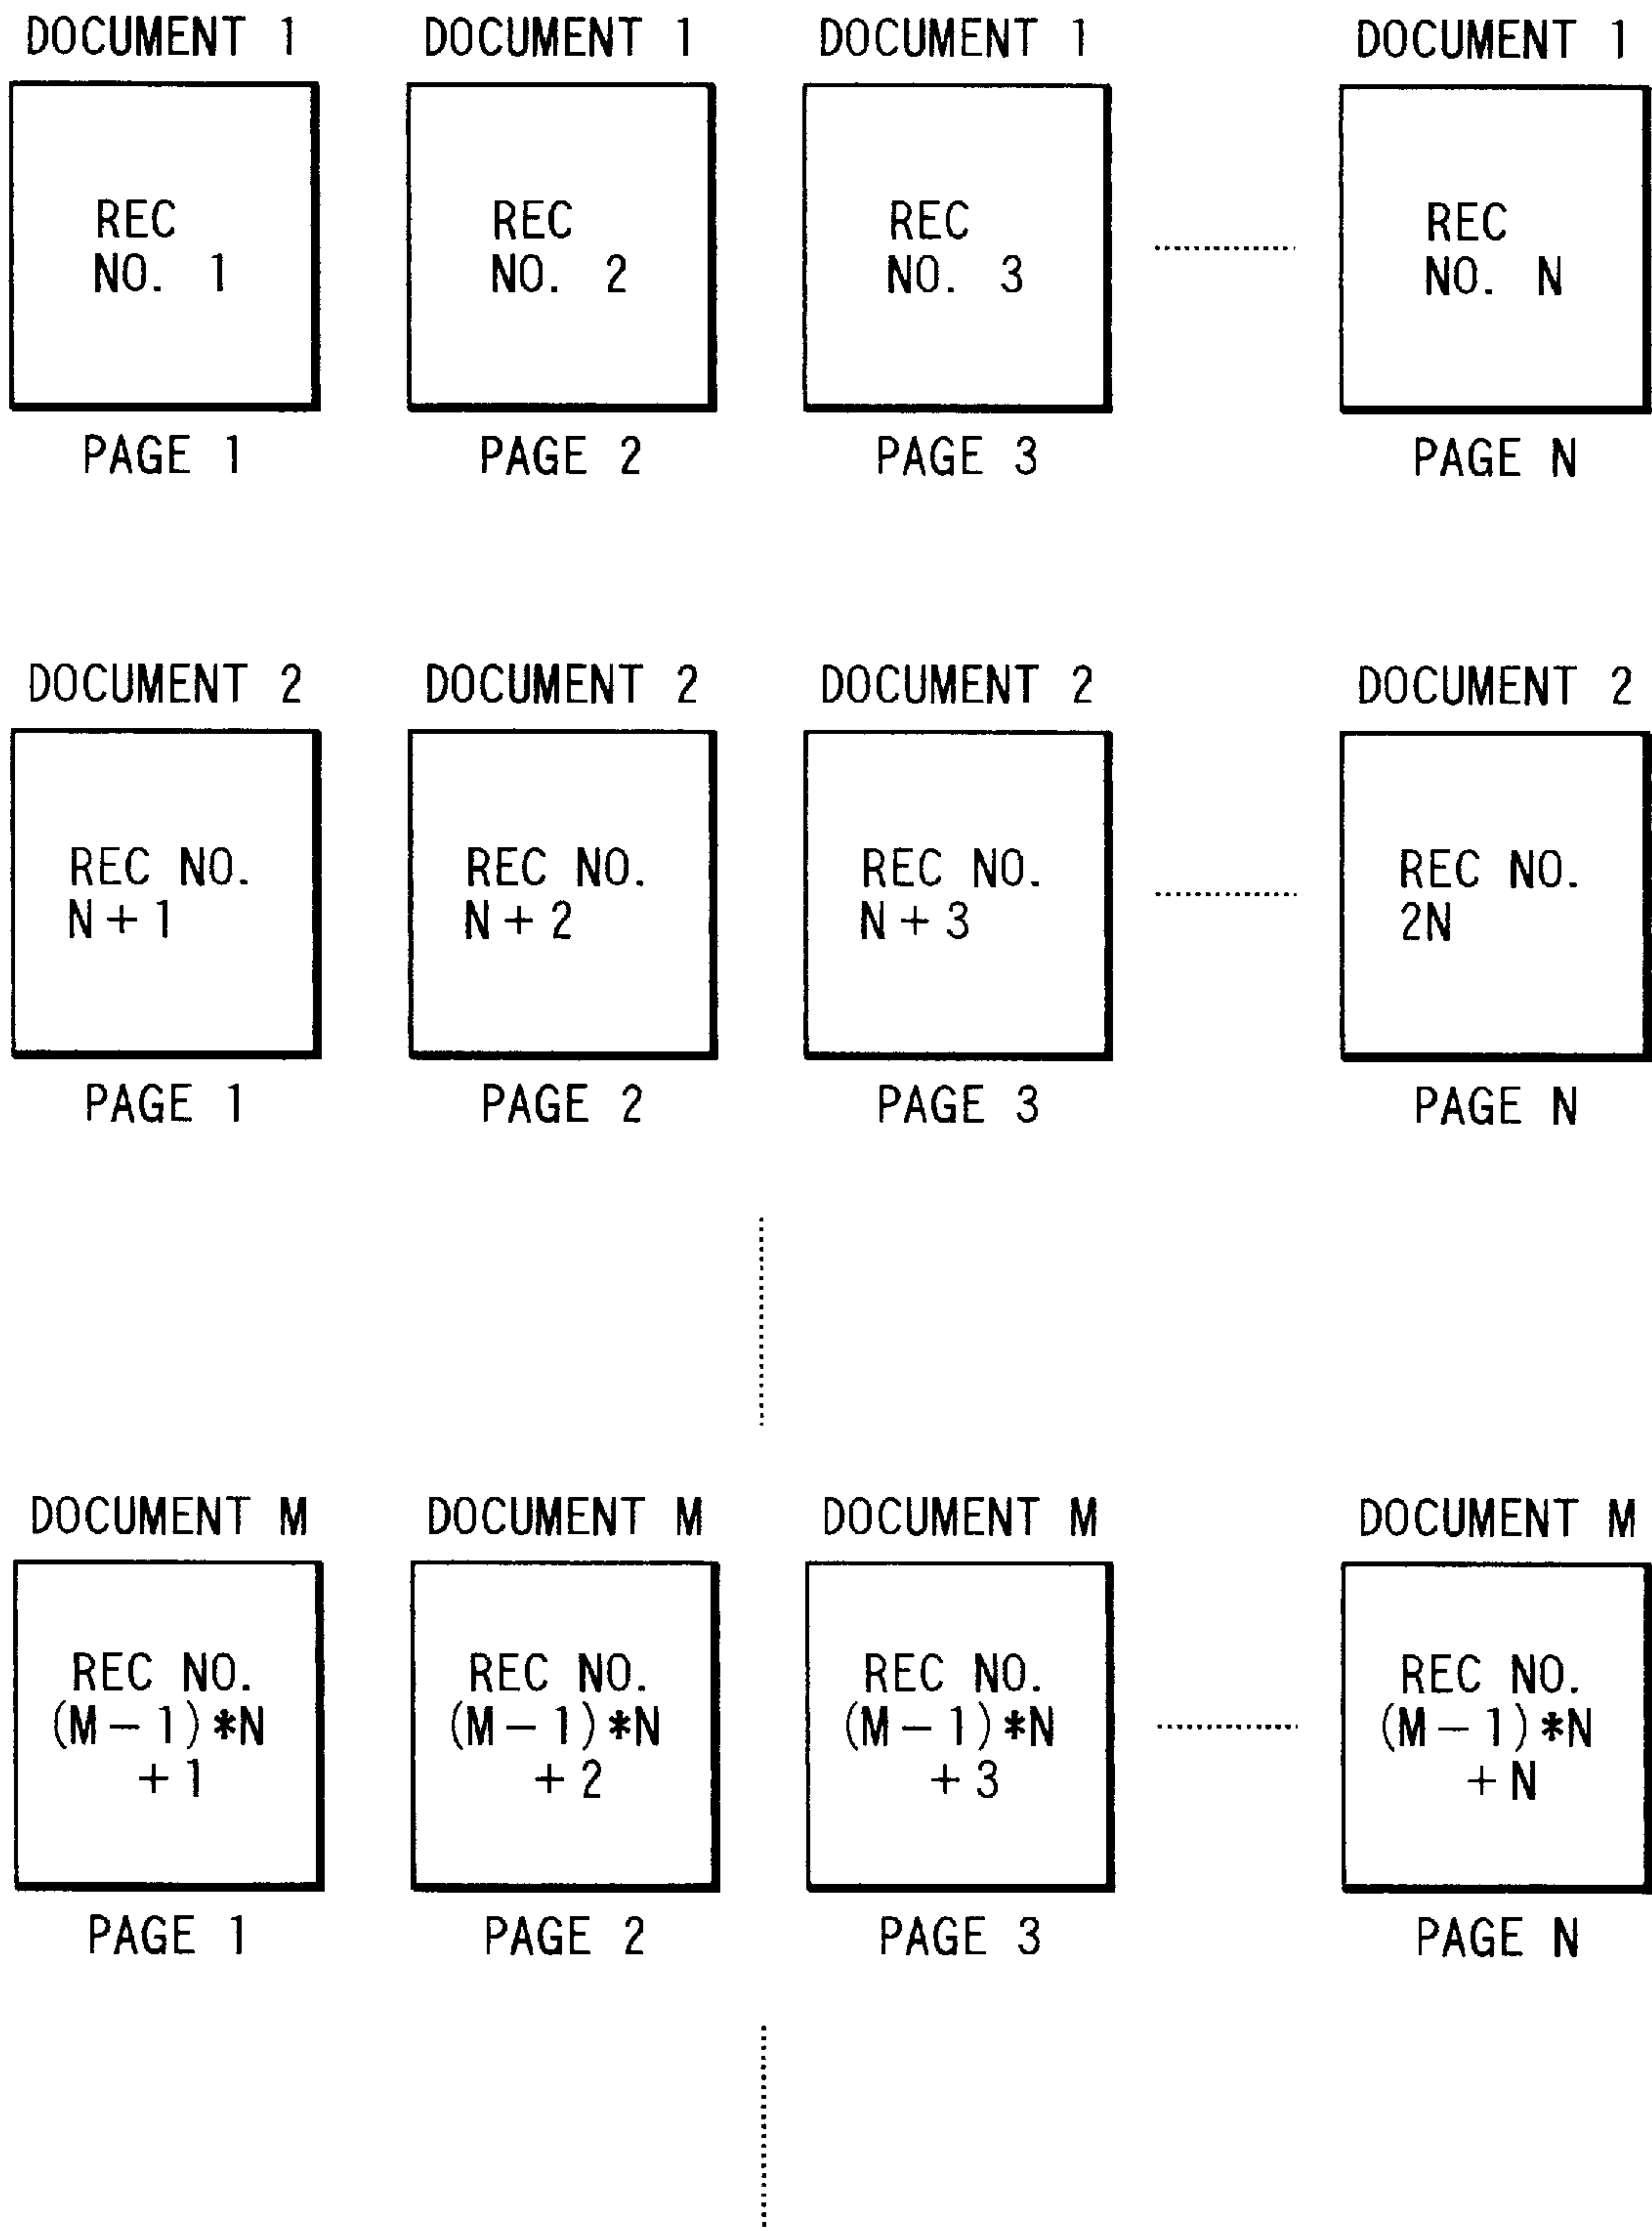 DOCUMENT 1 DOCUMENT 1 DOCUMENT 1 DOCUMENT 1
REC REC REC REC
NO. 1 NO. 2 NO. 3 NO. N
PAGE 1 PAGE 2 PAGE 3 PAGE N
DOCUMENT 2 DOCUMENT 2 DOCUMENT 2 DOCUMENT 2
REC NO. REC NO. REC NO. REC NO.
N+1 N+2 N+3 2N
PAGE 1 PAGE 2 PAGE 3 PAGE N
DOCUMENT M DOCUMENT M DOCUMENT M DOCUMENT M
REC NO. REC NO. REC NO. REC NO.
(M-1)*N (M-1)*N (M-1)*N (M-1)*N
+1 +2 +3 +N
PAGE 1 PAGE 2 PAGE 3 PAGE N